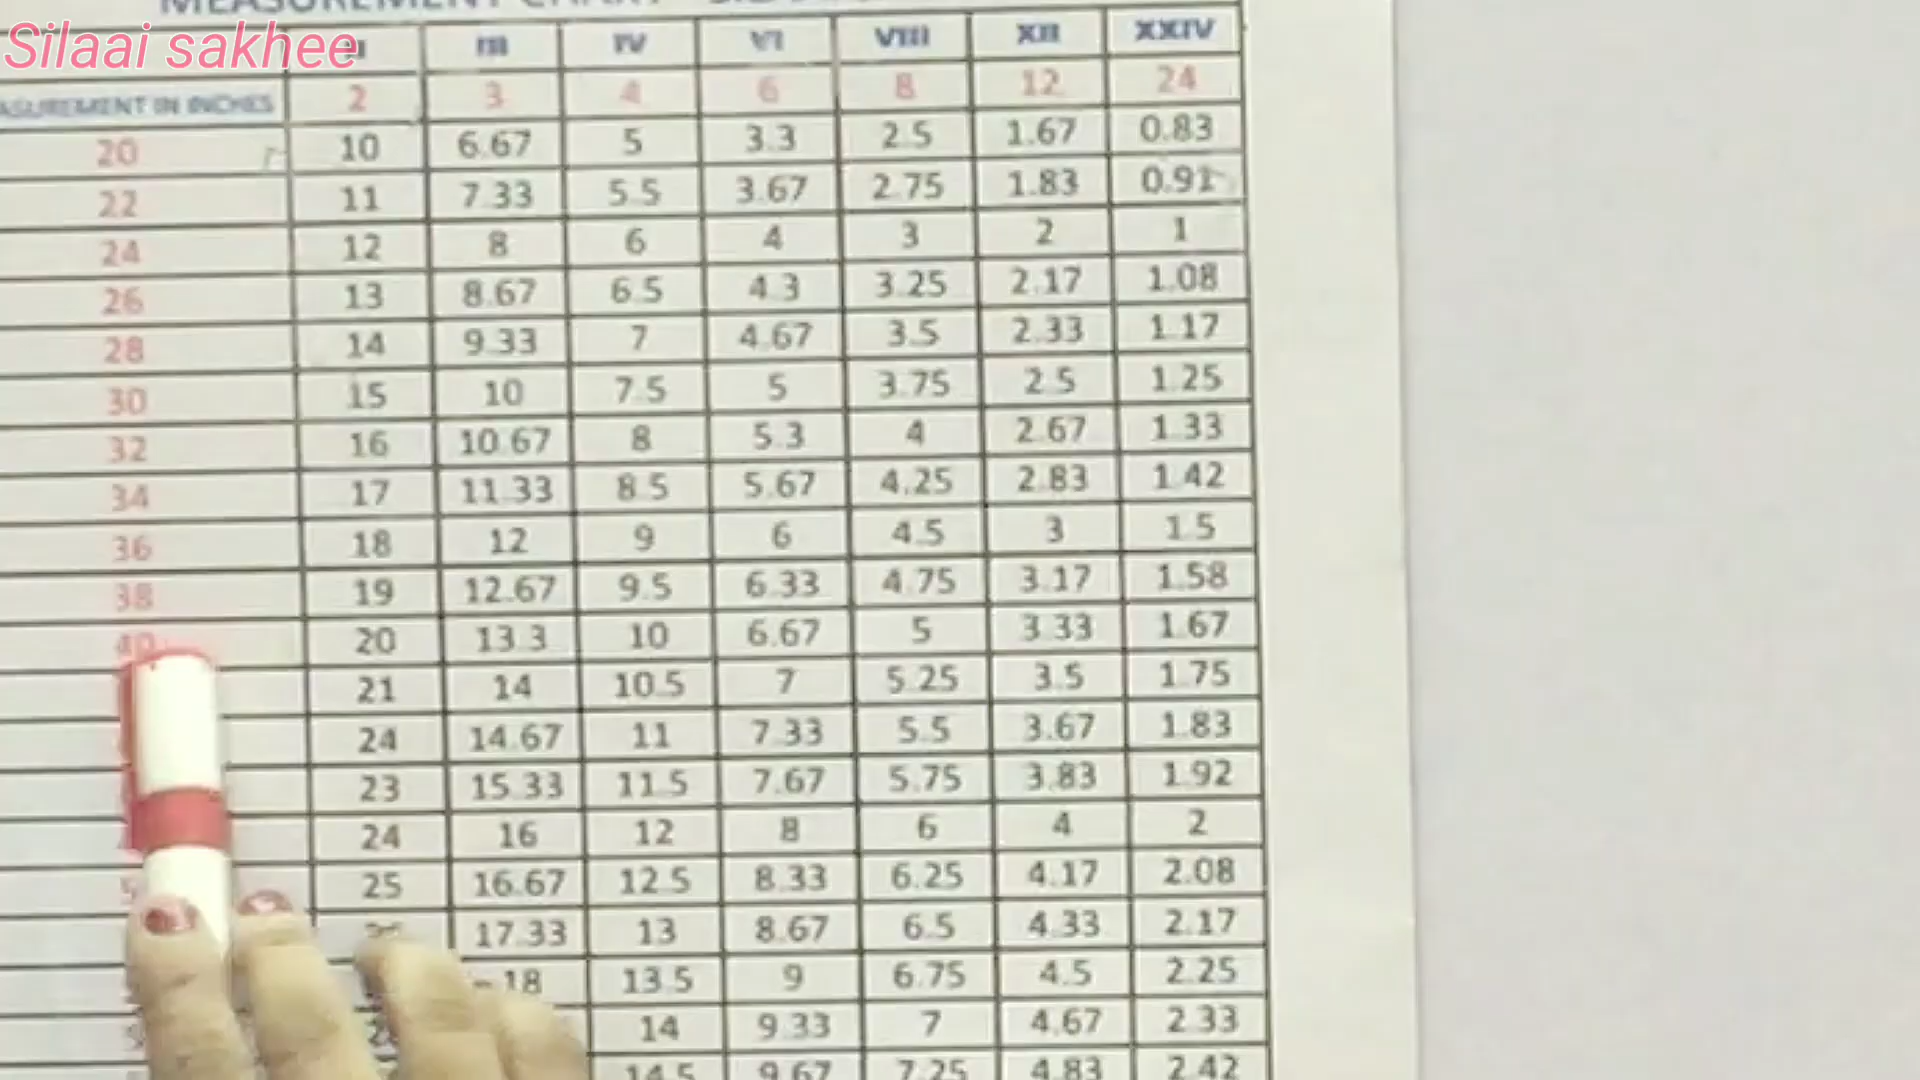 MEASUREMENT CHART
Silaai sakhee
II III IV VI VIII XII XXIV
MEASUREMENT IN INCHES 2 3 4 6 8 12 24
20 10 6.67 5 3.3 2.5 1.67 0.83
22 11 7.33 5.5 3.67 2.75 1.83 0.91
24 12 8 6 4 3 2 1
26 13 8.67 6.5 4.3 3.25 2.17 1.08
28 14 9.33 7 4.67 3.5 2.33 1.17
30 15 10 7.5 5 3.75 2.5 1.25
32 16 10.67 8 5.3 4 2.67 1.33
34 17 11.33 8.5 5.67 4.25 2.83 1.42
36 18 12 9 6 4.5 3 1.5
38 19 12.67 9.5 6.33 4.75 3.17 1.58
40 20 13.3 10 6.67 5 3.33 1.67
21 14 10.5 7 5.25 3.5 1.75
24 14.67 11 7.33 5.5 3.67 1.83
23 15.33 11.5 7.67 5.75 3.83 1.92
24 16 12 8 6 4 2
25 16.67 12.5 8.33 6.25 4.17 2.08
17.33 13 8.67 6.5 4.33 2.17
18 13.5 9 6.75 4.5 2.25
14 9.33 7 4.67 2.33
14.5 9.67 7.25 4.83 2.42